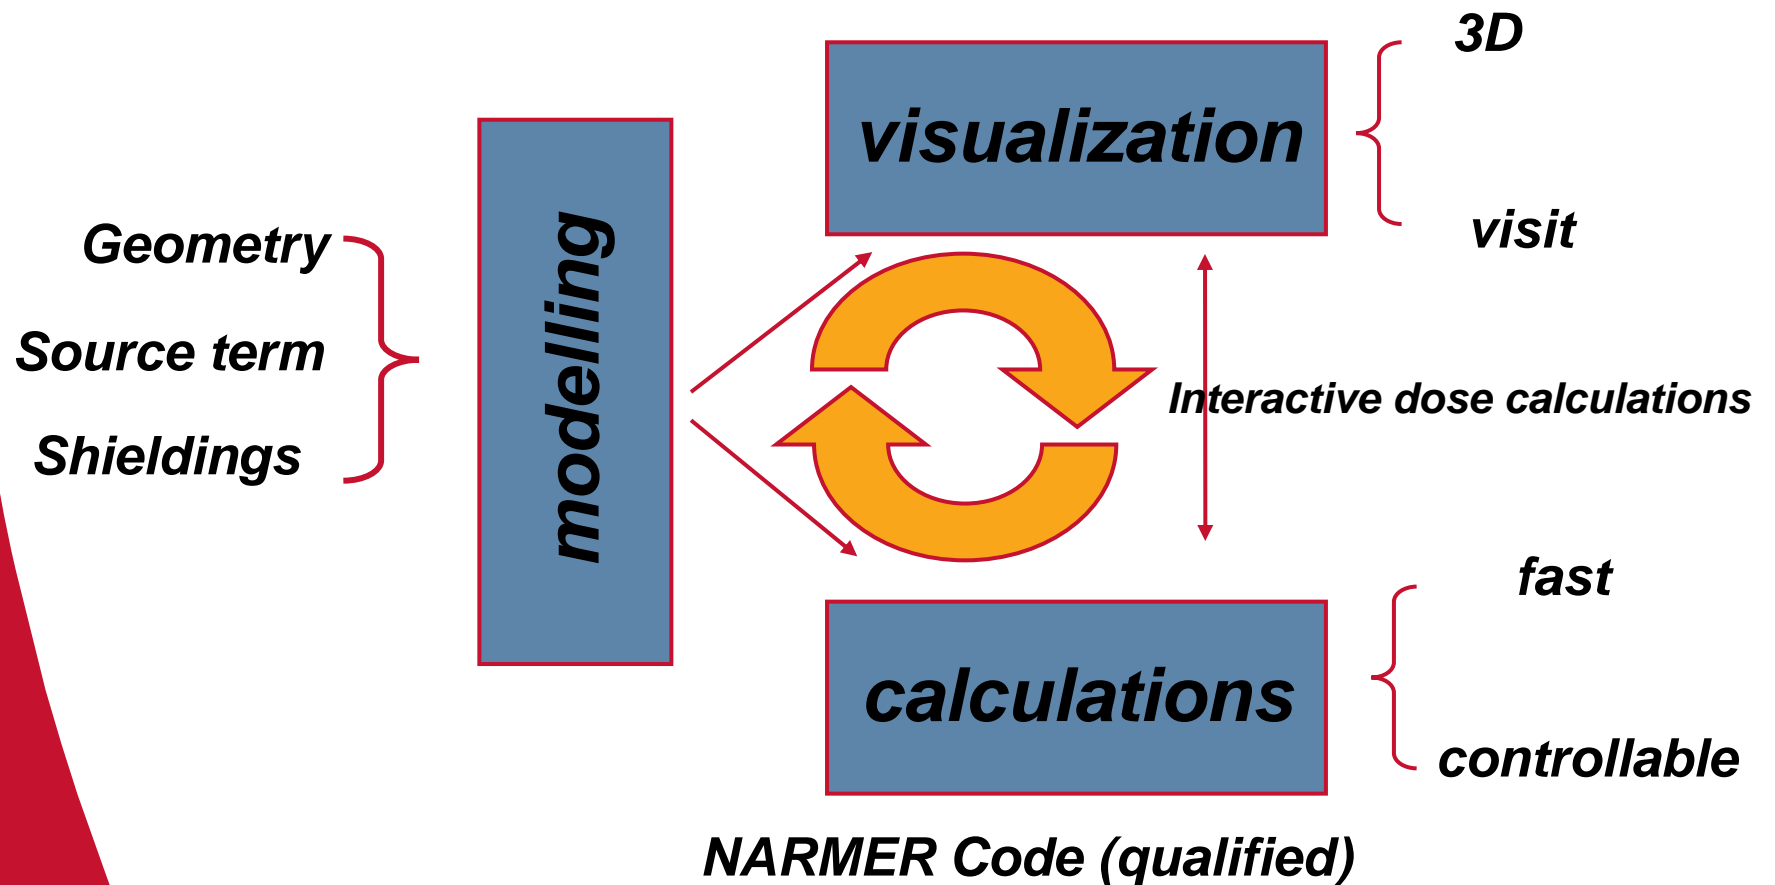 Geometry
Source term
Shieldings
modelling
visualization
3D
visit
Interactive dose calculations
calculations
fast
controllable
NARMER Code (qualified)